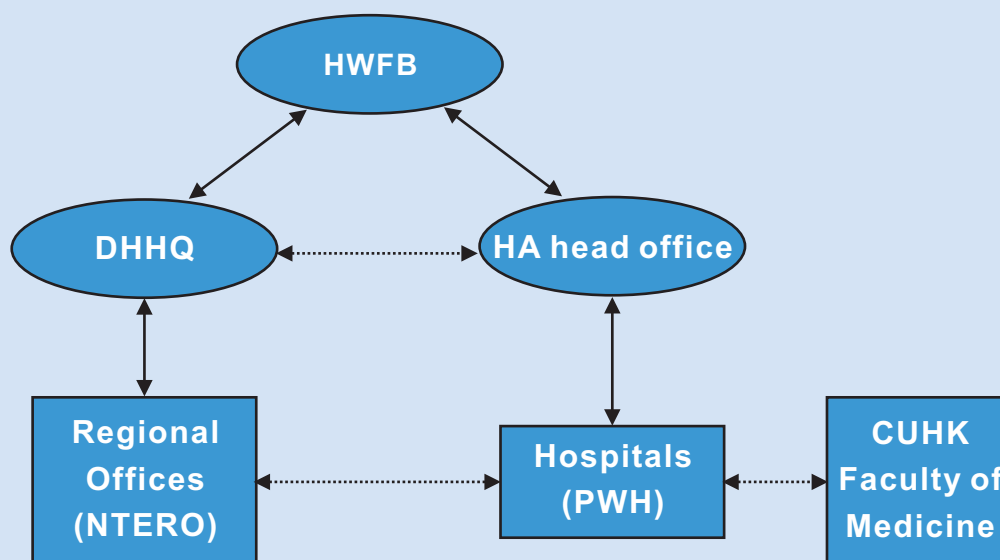 HWFB
DHHQ
HA head office
Regional
Offices
(NTERO)
Hospitals
(PWH)
CUHK
Faculty of
Medicine